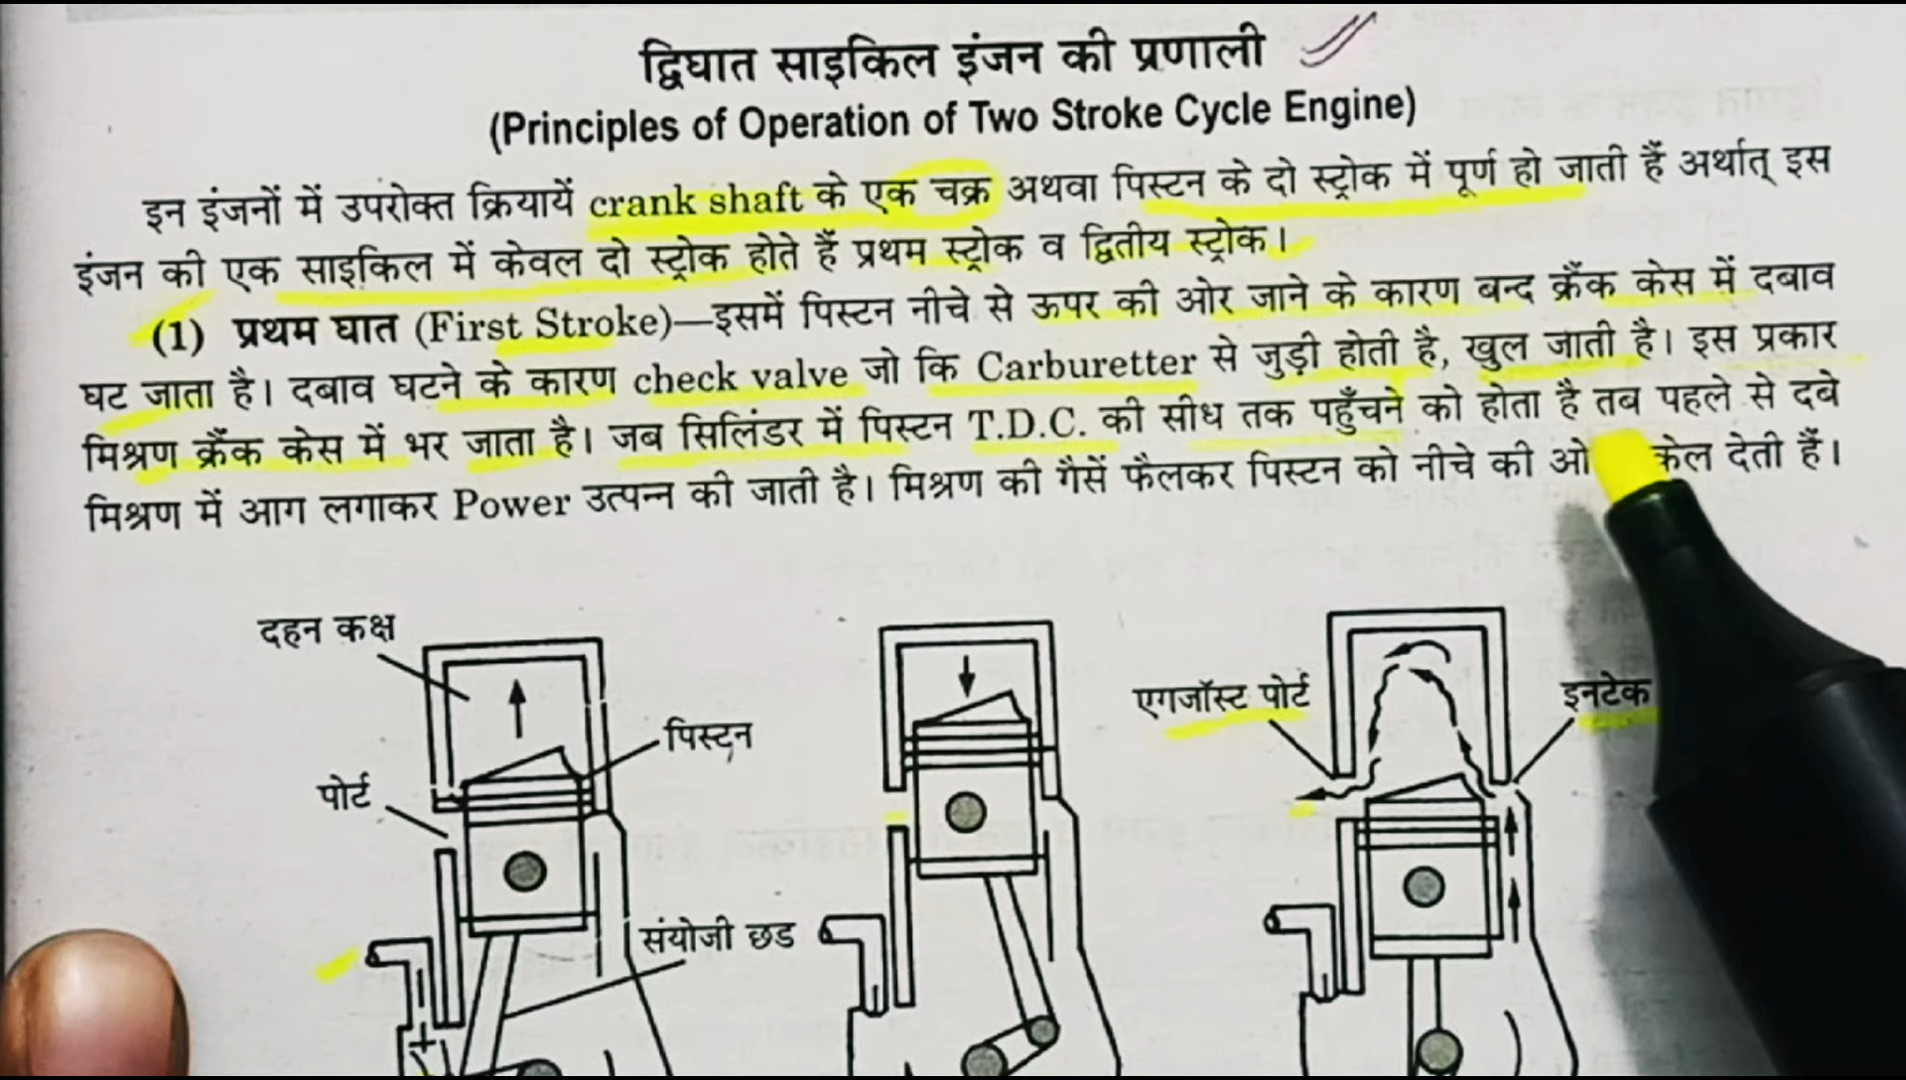 द्विघात साइकिल इंजन की प्रणाली
(Principles of Operation of Two Stroke Cycle Engine)
इन इंजनों में उपरोक्त क्रियायें crank shaft के एक चक्र अथवा पिस्टन के दो स्ट्रोक में पूर्ण हो जाती हैं अर्थात् इस
इंजन की एक साइकिल में केवल दो स्ट्रोक होते हैं प्रथम स्ट्रोक व द्वितीय स्ट्रोक।
(1) प्रथम घात (First Stroke)—इसमें पिस्टन नीचे से ऊपर की ओर जाने के कारण बन्द क्रैंक केस में दबाव
घट जाता है। दबाव घटने के कारण check valve जो कि Carburetter से जुड़ी होती है, खुल जाती है। इस प्रकार
मिश्रण क्रैंक केस में भर जाता है। जब सिलिंडर में पिस्टन T.D.C. की सीध तक पहुँचने को होता है तब पहले से दबे
मिश्रण में आग लगाकर Power उत्पन्न की जाती है। मिश्रण की गैसें फैलकर पिस्टन को नीचे की देती हैं।
दहन कक्ष
पिस्टन
पोर्ट
संयोजी छड
एगजॉस्ट पोर्ट
इनटेक